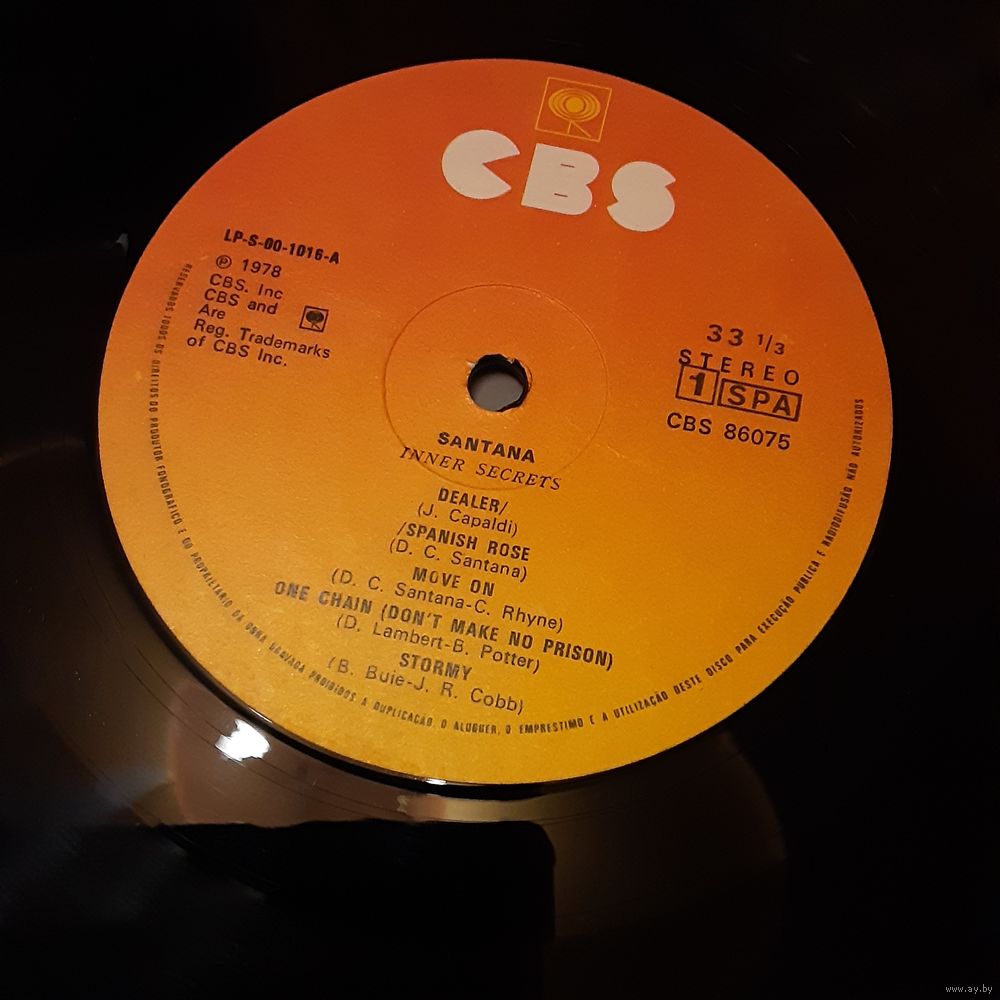 CBS
LP-S-00-1016-A
℗ 1978
CBS. Inc
CBS and
Are
Reg. Trademarks
of CBS Inc.
33 1/3
STEREO
1 SPA
CBS 86075
SANTANA
INNER SECRETS
DEALER/
(J. Capaldi)
/SPANISH ROSE
(D. C. Santana)
MOVE ON
(D. C. Santana-C. Rhyne)
ONE CHAIN (DON'T MAKE NO PRISON)
(D. Lambert-B. Potter)
STORMY
(B. Buie-J. R. Cobb)
RESERVADOS TODOS OS DIREITOS DO PRODUTOR FONOGRAFICO E DO PROPRIETARIO DA OBRA GRAVADA PROIBIDOS A DUPLICAÇÃO, O ALUGUER, O EMPRESTIMO E A UTILIZAÇÃO DESTE DISCO PARA EXECUÇÃO PUBLICA E RADIODIFUSÃO NÃO AUTORIZADOS
www.ay.by